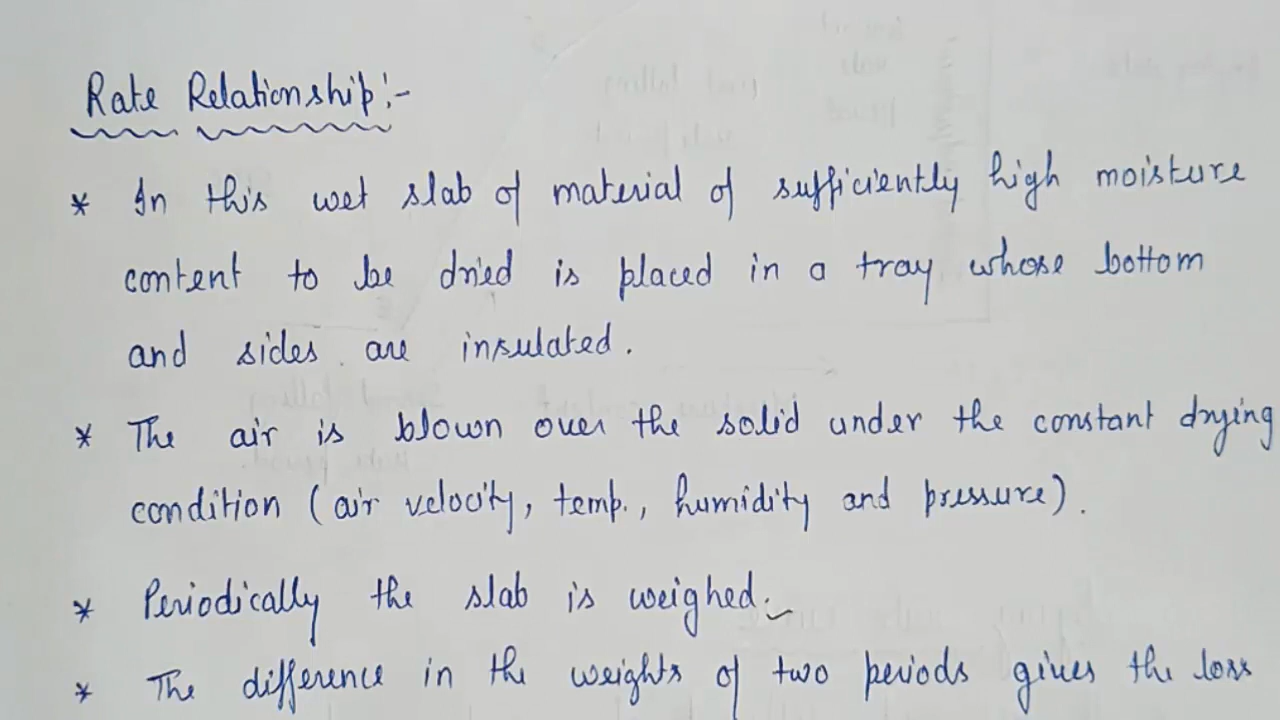 Rate Relationship:-
* In this wet slab of material of sufficiently high moisture
content to be dried is placed in a tray whose bottom
and sides are insulated.
* The air is blown over the solid under the constant drying
condition (air velocity, temp., humidity and pressure).
* Periodically the slab is weighed.
* The difference in the weights of two periods gives the loss